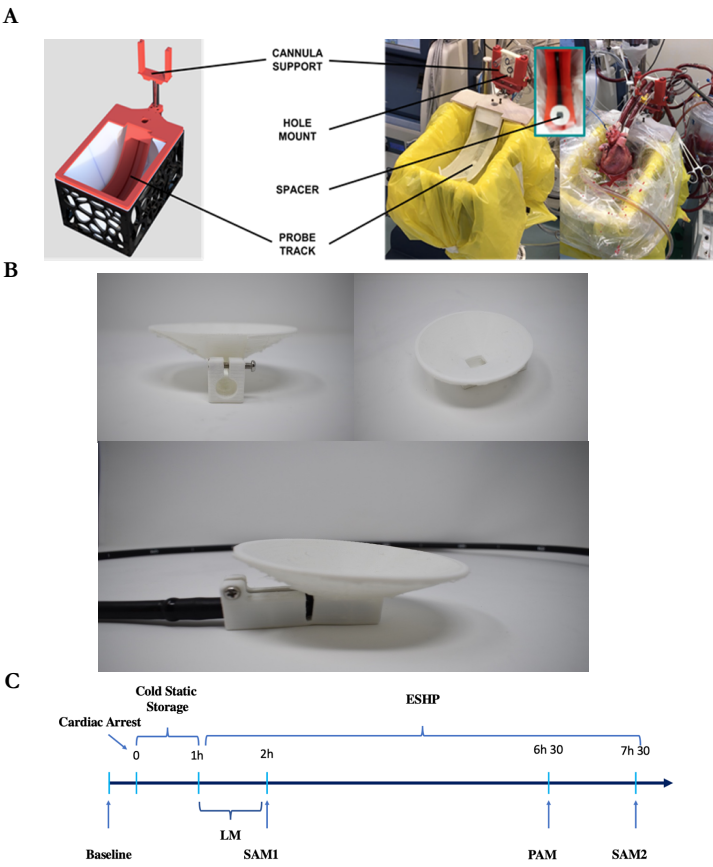 A
CANNULA
SUPPORT
HOLE
MOUNT
SPACER
PROBE
TRACK
B
C
Cold Static
Storage
ESHP
Cardiac Arrest
0
1h
2h
6h 30
7h 30
LM
Baseline
SAM1
PAM
SAM2